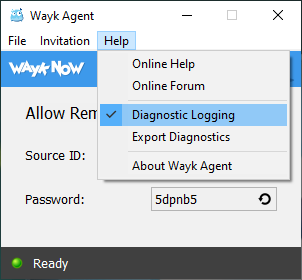 Wayk Agent
File Invitation Help
WAYK NOW
Online Help
Online Forum
Diagnostic Logging
Export Diagnostics
About Wayk Agent
Allow Rem
Source ID:
Password: 5dpnb5
Ready